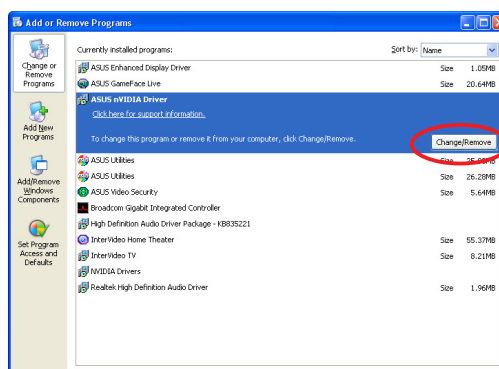 Add or Remove Programs
Change or
Remove
Programs
Add New
Programs
Add/Remove
Windows
Components
Set Program
Access and
Defaults
Currently installed programs:
Sort by: Name
ASUS Enhanced Display Driver Size 1.05MB
ASUS GameFace Live Size 20.64MB
ASUS nVIDIA Driver
Click here for support information.
To change this program or remove it from your computer, click Change/Remove.
Change/Remove
ASUS Utilities Size
ASUS Utilities Size 26.28MB
ASUS Video Security Size 5.64MB
Broadcom Gigabit Integrated Controller
High Definition Audio Driver Package - KB835221
InterVideo Home Theater Size 55.37MB
InterVideo TV Size 8.21MB
NVIDIA Drivers
Realtek High Definition Audio Driver Size 1.96MB